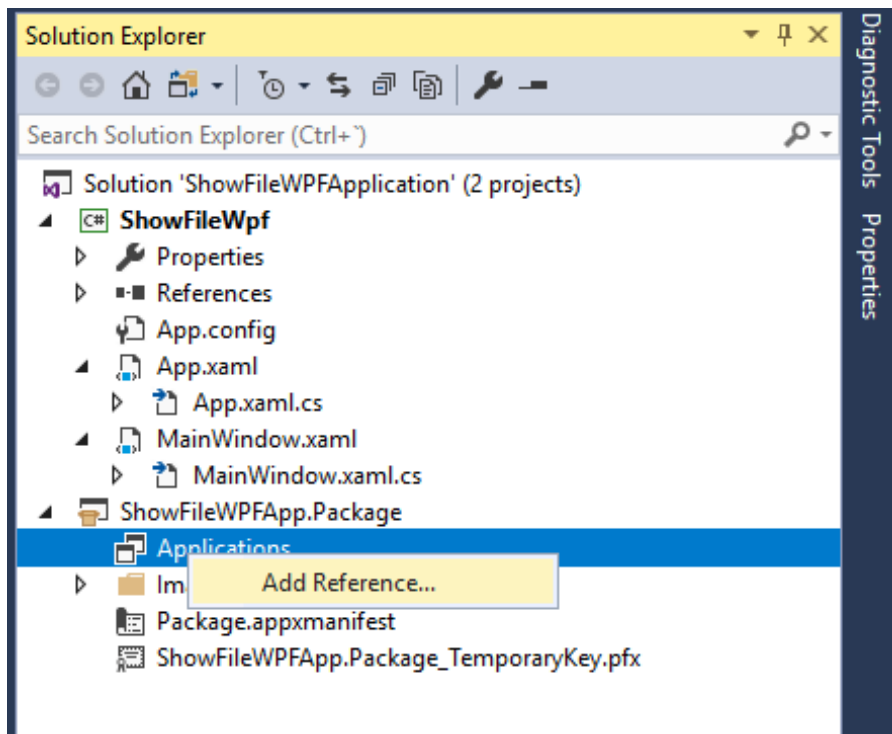 Solution Explorer
Search Solution Explorer (Ctrl+`)
Solution 'ShowFileWPFApplication' (2 projects)
C# ShowFileWpf
Properties
References
App.config
App.xaml
App.xaml.cs
MainWindow.xaml
MainWindow.xaml.cs
ShowFileWPFApp.Package
Applications
Add Reference...
Package.appxmanifest
ShowFileWPFApp.Package_TemporaryKey.pfx
Diagnostic Tools
Properties